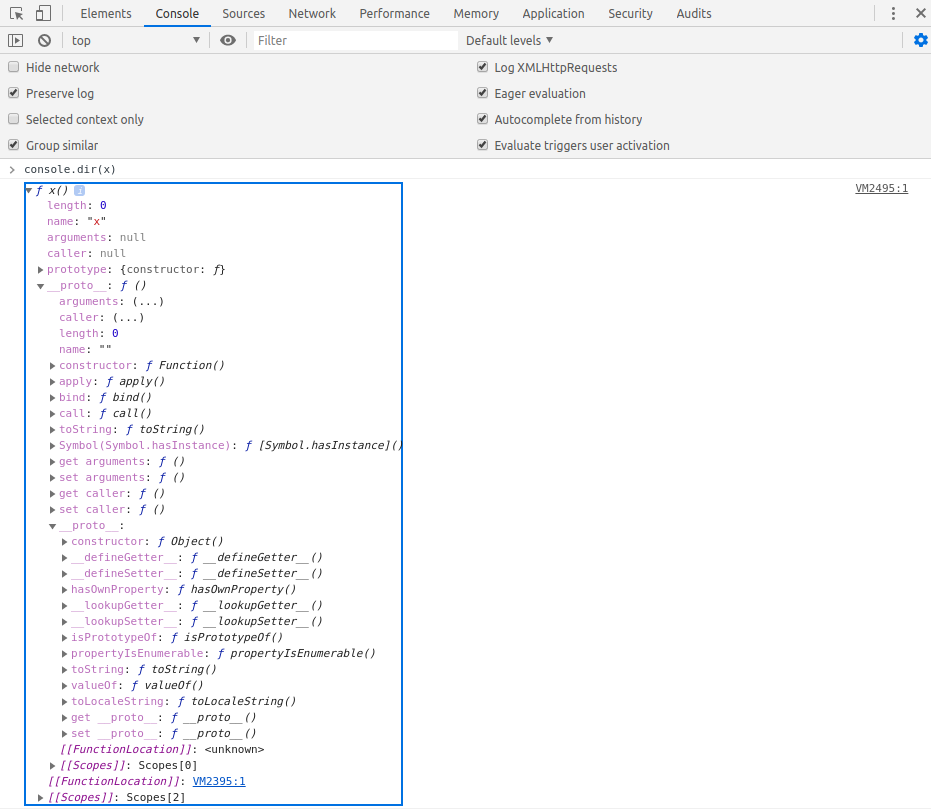 Elements Console Sources Network Performance Memory Application Security Audits
top Filter Default levels
Hide network Log XMLHttpRequests
Preserve log Eager evaluation
Selected context only Autocomplete from history
Group similar Evaluate triggers user activation
console.dir(x)
ƒ x() i VM2495:1
length: 0
name: "x"
arguments: null
caller: null
prototype: {constructor: ƒ}
__proto__: ƒ ()
arguments: (...)
caller: (...)
length: 0
name: ""
constructor: ƒ Function()
apply: ƒ apply()
bind: ƒ bind()
call: ƒ call()
toString: ƒ toString()
Symbol(Symbol.hasInstance): ƒ [Symbol.hasInstance]()
get arguments: ƒ ()
set arguments: ƒ ()
get caller: ƒ ()
set caller: ƒ ()
__proto__:
constructor: ƒ Object()
__defineGetter__: ƒ __defineGetter__()
__defineSetter__: ƒ __defineSetter__()
hasOwnProperty: ƒ hasOwnProperty()
__lookupGetter__: ƒ __lookupGetter__()
__lookupSetter__: ƒ __lookupSetter__()
isPrototypeOf: ƒ isPrototypeOf()
propertyIsEnumerable: ƒ propertyIsEnumerable()
toString: ƒ toString()
valueOf: ƒ valueOf()
toLocaleString: ƒ toLocaleString()
get __proto__: ƒ __proto__()
set __proto__: ƒ __proto__()
[[FunctionLocation]]: <unknown>
[[Scopes]]: Scopes[0]
[[FunctionLocation]]: VM2395:1
[[Scopes]]: Scopes[2]